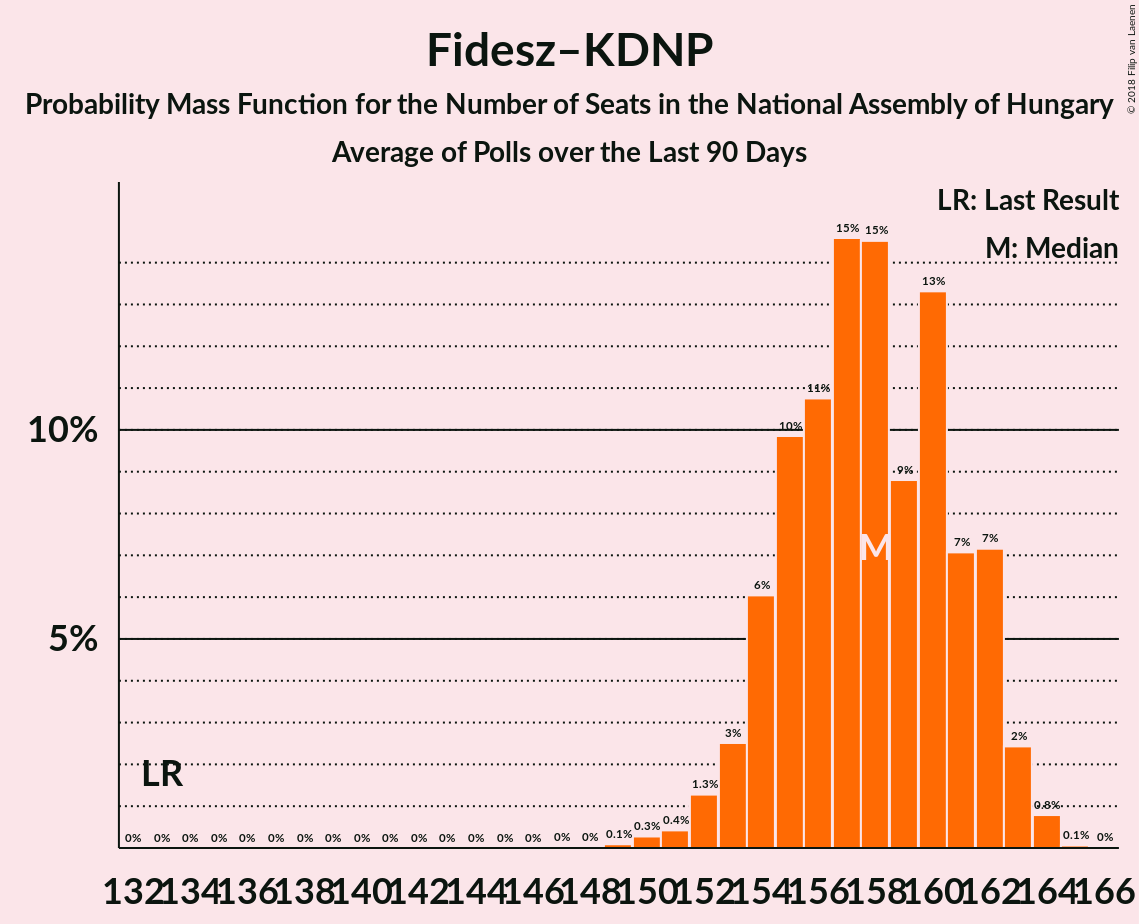 Fidesz–KDNP
Probability Mass Function for the Number of Seats in the National Assembly of Hungary
Average of Polls over the Last 90 Days
© 2018 Filip van Laenen
LR: Last Result
M: Median
10%
5%
LR
M
0% 0% 0% 0% 0% 0% 0% 0% 0% 0% 0% 0% 0% 0% 0% 0% 0% 0.1% 0.3% 0.4% 1.3% 3% 6% 10% 11% 15% 15% 9% 13% 7% 7% 2% 0.8% 0.1% 0%
132 134 136 138 140 142 144 146 148 150 152 154 156 158 160 162 164 166